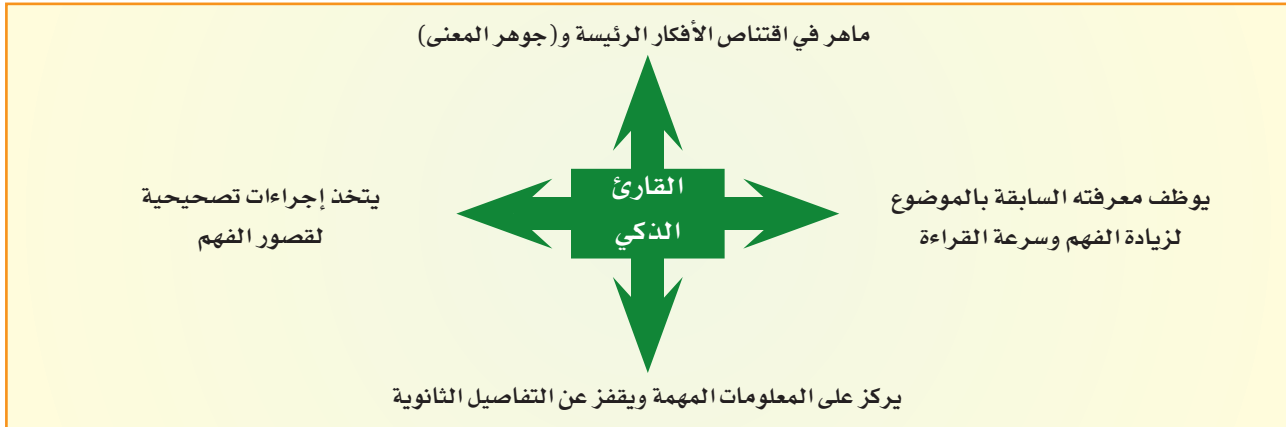 ماهر في اقتناص الأفكار الرئيسة و(جوهر المعنى)
القارئ
الذكي
يوظف معرفته السابقة بالموضوع
لزيادة الفهم وسرعة القراءة
يتخذ إجراءات تصحيحية
لقصور الفهم
يركز على المعلومات المهمة ويقفز عن التفاصيل الثانوية